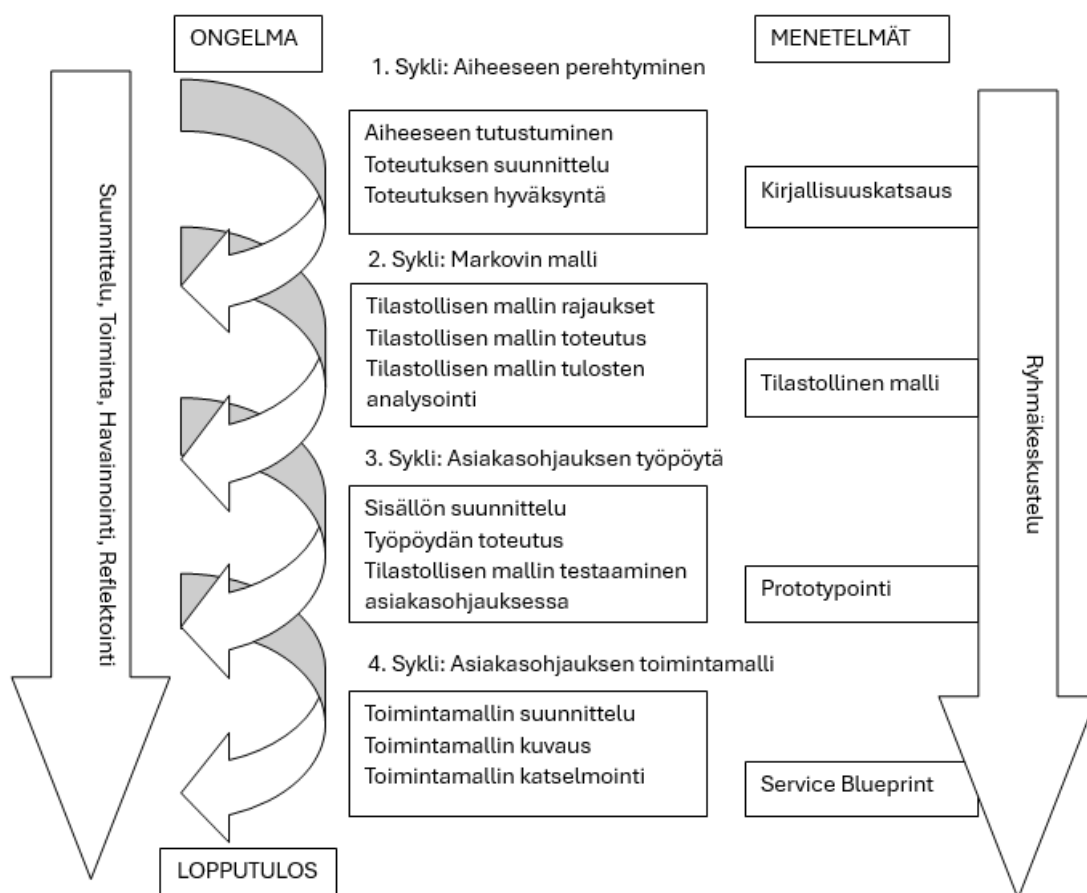 ONGELMA
MENETELMÄT
1. Sykli: Aiheeseen perehtyminen
Aiheeseen tutustuminen
Toteutuksen suunnittelu
Toteutuksen hyväksyntä
Kirjallisuuskatsaus
2. Sykli: Markovin malli
Tilastollisen mallin rajaukset
Tilastollisen mallin toteutus
Tilastollisen mallin tulosten
analysointi
Tilastollinen malli
3. Sykli: Asiakasohjauksen työpöytä
Sisällön suunnittelu
Työpöydän toteutus
Tilastollisen mallin testaaminen
asiakasohjauksessa
Prototypointi
4. Sykli: Asiakasohjauksen toimintamalli
Toimintamallin suunnittelu
Toimintamallin kuvaus
Toimintamallin katselmointi
Service Blueprint
LOPPUTULOS
Suunnittelu, Toiminta, Havainnointi, Reflektointi
Ryhmäkeskustelu